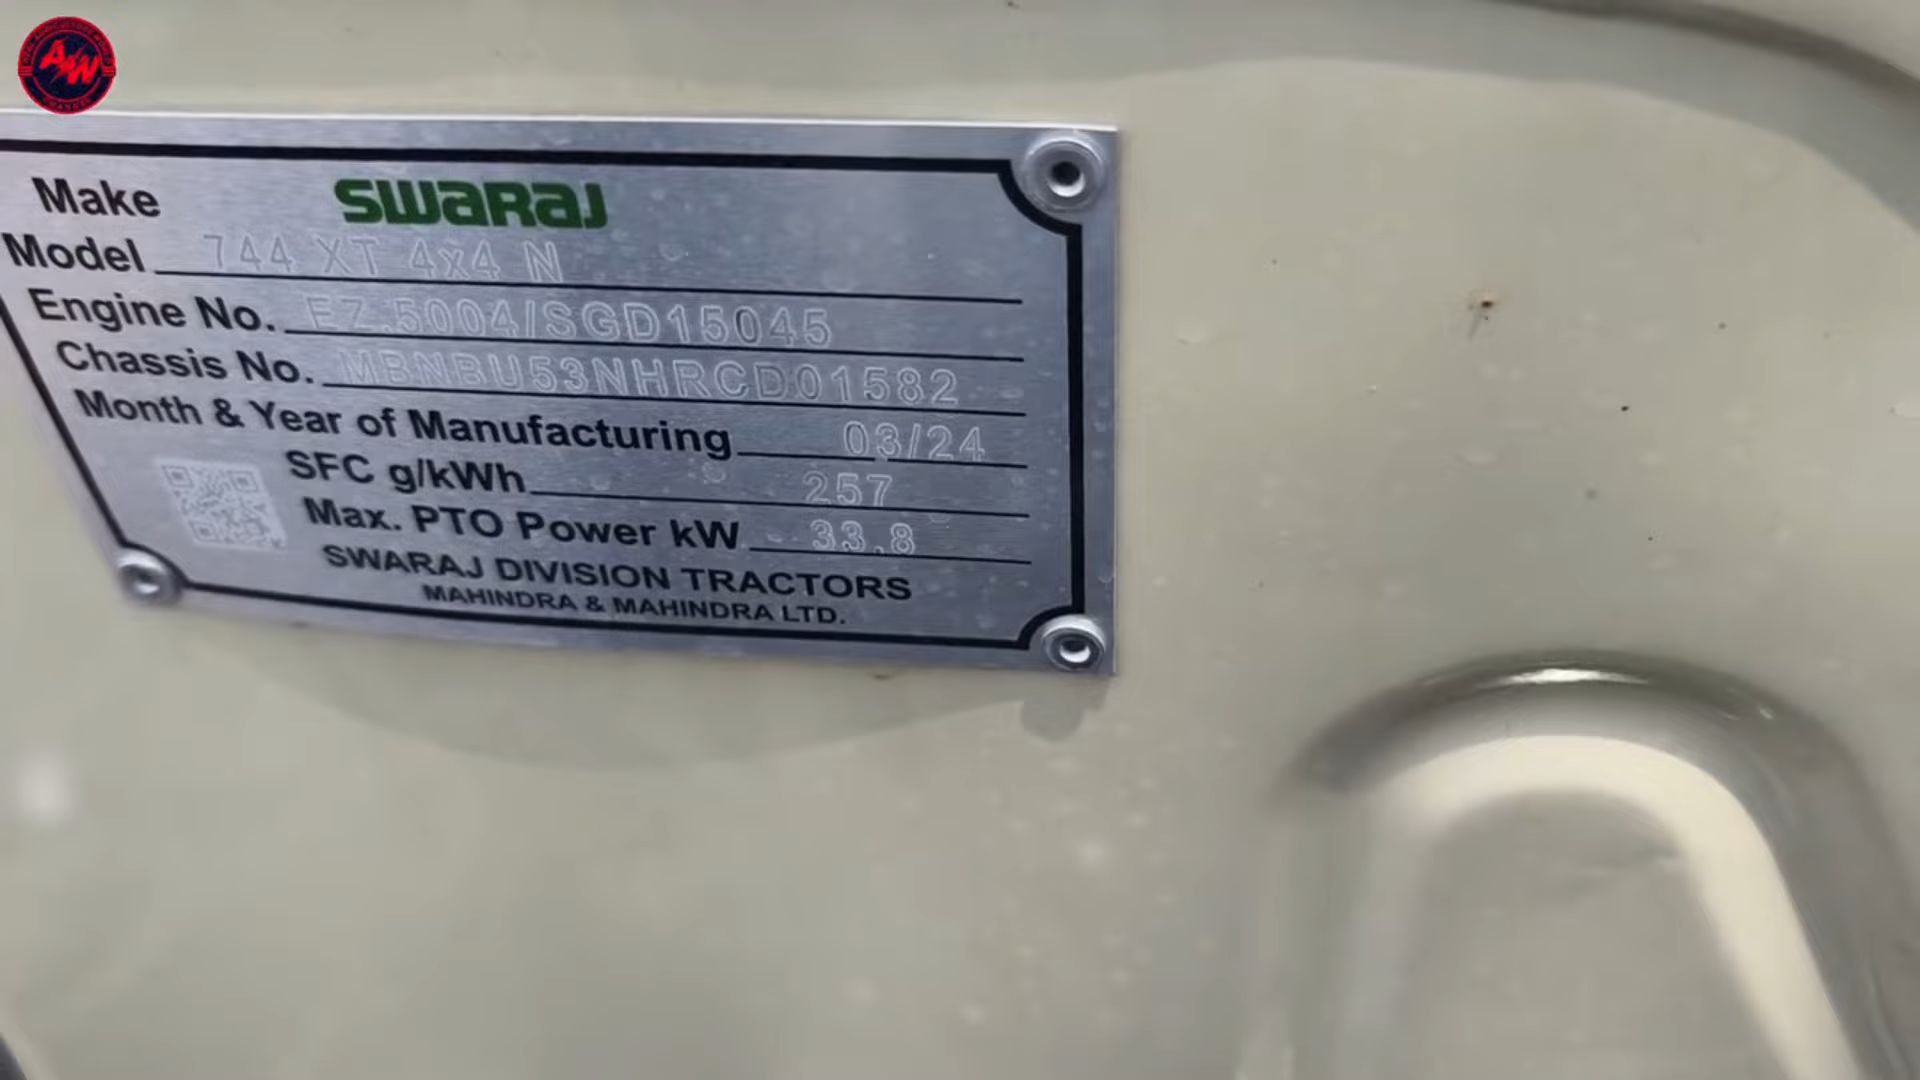 AW
Make SWARAJ
Model 744 XT 4x4 N
Engine No. EZ.5004/SGD15045
Chassis No. MBNBU53NHRCD01582
Month & Year of Manufacturing 03/24
SFC g/kWh 257
Max. PTO Power kW 33.8
SWARAJ DIVISION TRACTORS
MAHINDRA & MAHINDRA LTD.